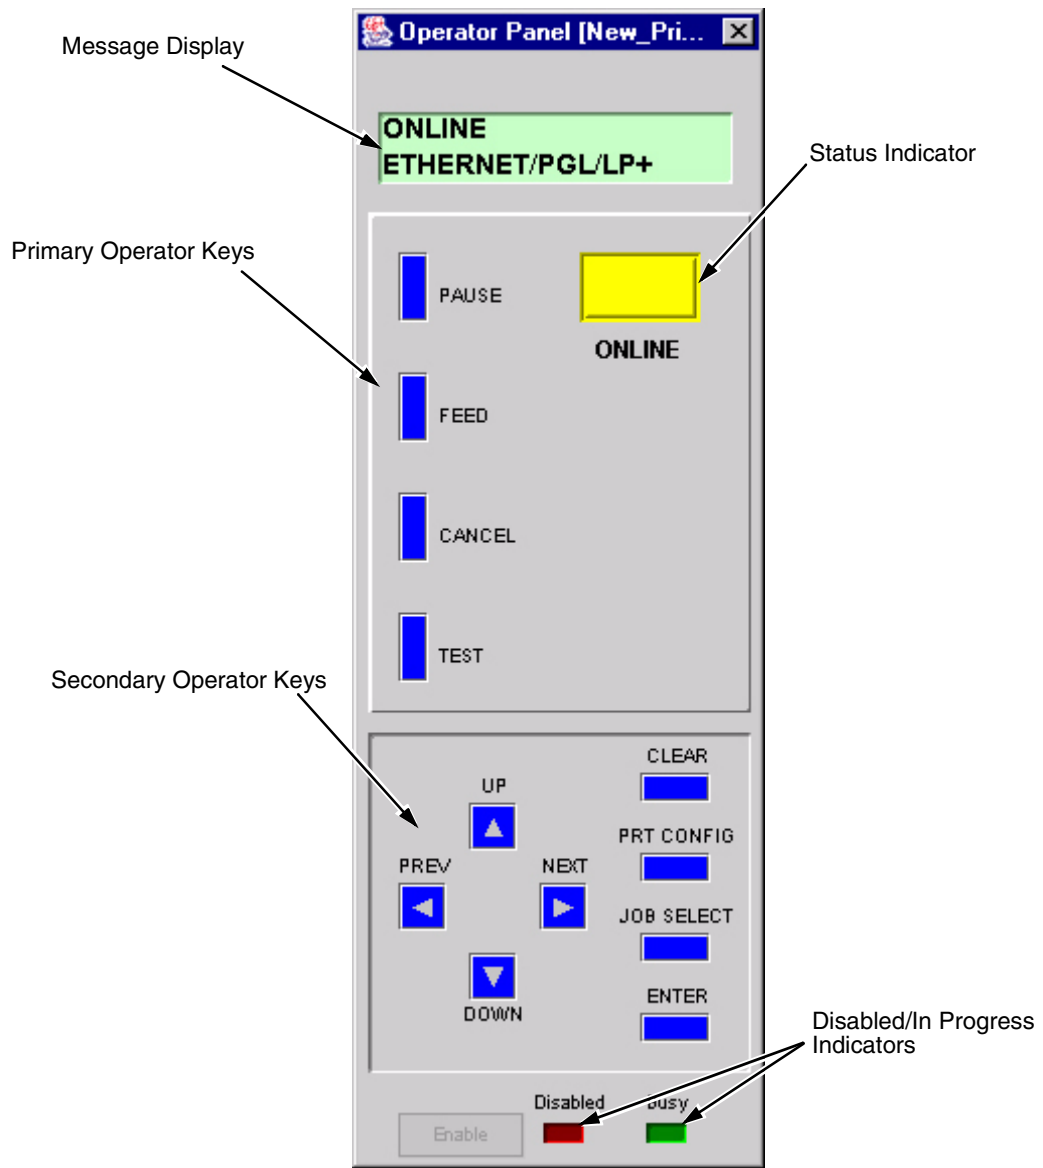 Operator Panel [New_Pri...
Message Display
ONLINE
ETHERNET/PGL/LP+
Status Indicator
Primary Operator Keys
PAUSE
ONLINE
FEED
CANCEL
TEST
Secondary Operator Keys
CLEAR
UP
PRT CONFIG
PREV
NEXT
JOB SELECT
ENTER
DOWN
Disabled/In Progress
Indicators
Disabled
Busy
Enable